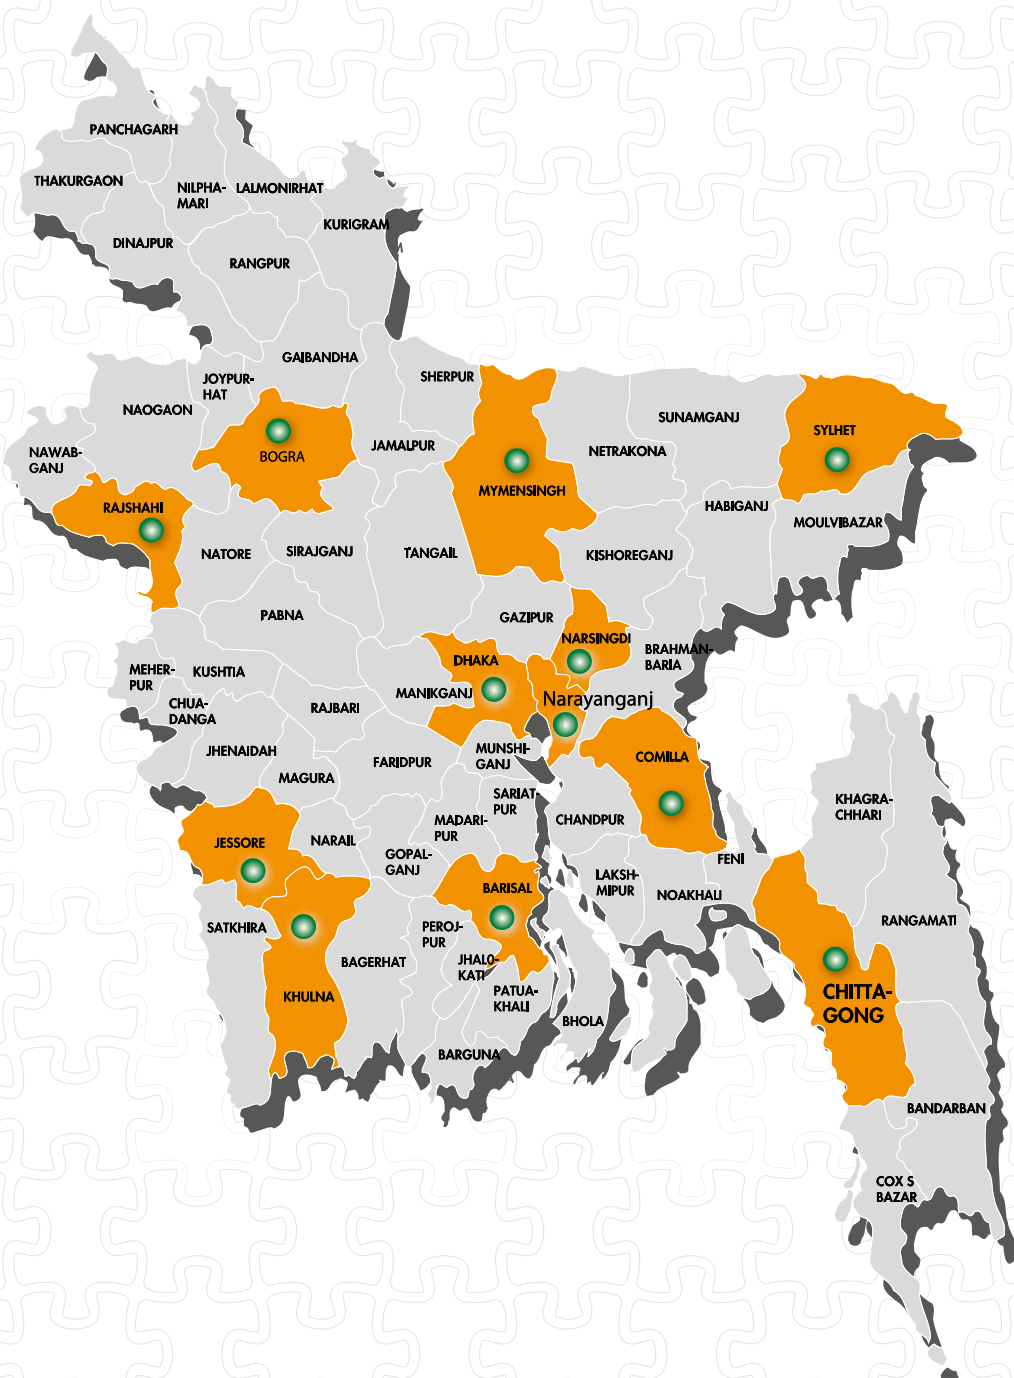 PANCHAGARH
THAKURGAON
NILPHA-
MARI
LALMONIRHAT
KURIGRAM
DINAJPUR
RANGPUR
GAIBANDHA
JOYPUR-
HAT
SHERPUR
NAOGAON
SUNAMGANJ
SYLHET
JAMALPUR
NETRAKONA
NAWAB-
GANJ
BOGRA
MYMENSINGH
RAJSHAHI
HABIGANJ
MOULVIBAZAR
NATORE
SIRAJGANJ
TANGAIL
KISHOREGANJ
PABNA
GAZIPUR
NARSINGDI
BRAHMAN-
BARIA
DHAKA
MEHER-
PUR
KUSHTIA
MANIKGANJ
Narayanganj
CHUA-
DANGA
RAJBARI
JHENAIDAH
FARIDPUR
MUNSHI-
GANJ
COMILLA
MAGURA
SARIAT-
PUR
KHAGRA-
CHHARI
MADARI-
PUR
CHANDPUR
JESSORE
NARAIL
GOPAL-
GANJ
FENI
LAKSH-
MIPUR
BARISAL
NOAKHALI
SATKHIRA
PEROJ-
PUR
RANGAMATI
BAGERHAT
JHALO-
KATI
KHULNA
PATUA-
KHALI
CHITTA-
GONG
BHOLA
BARGUNA
BANDARBAN
COX S
BAZAR